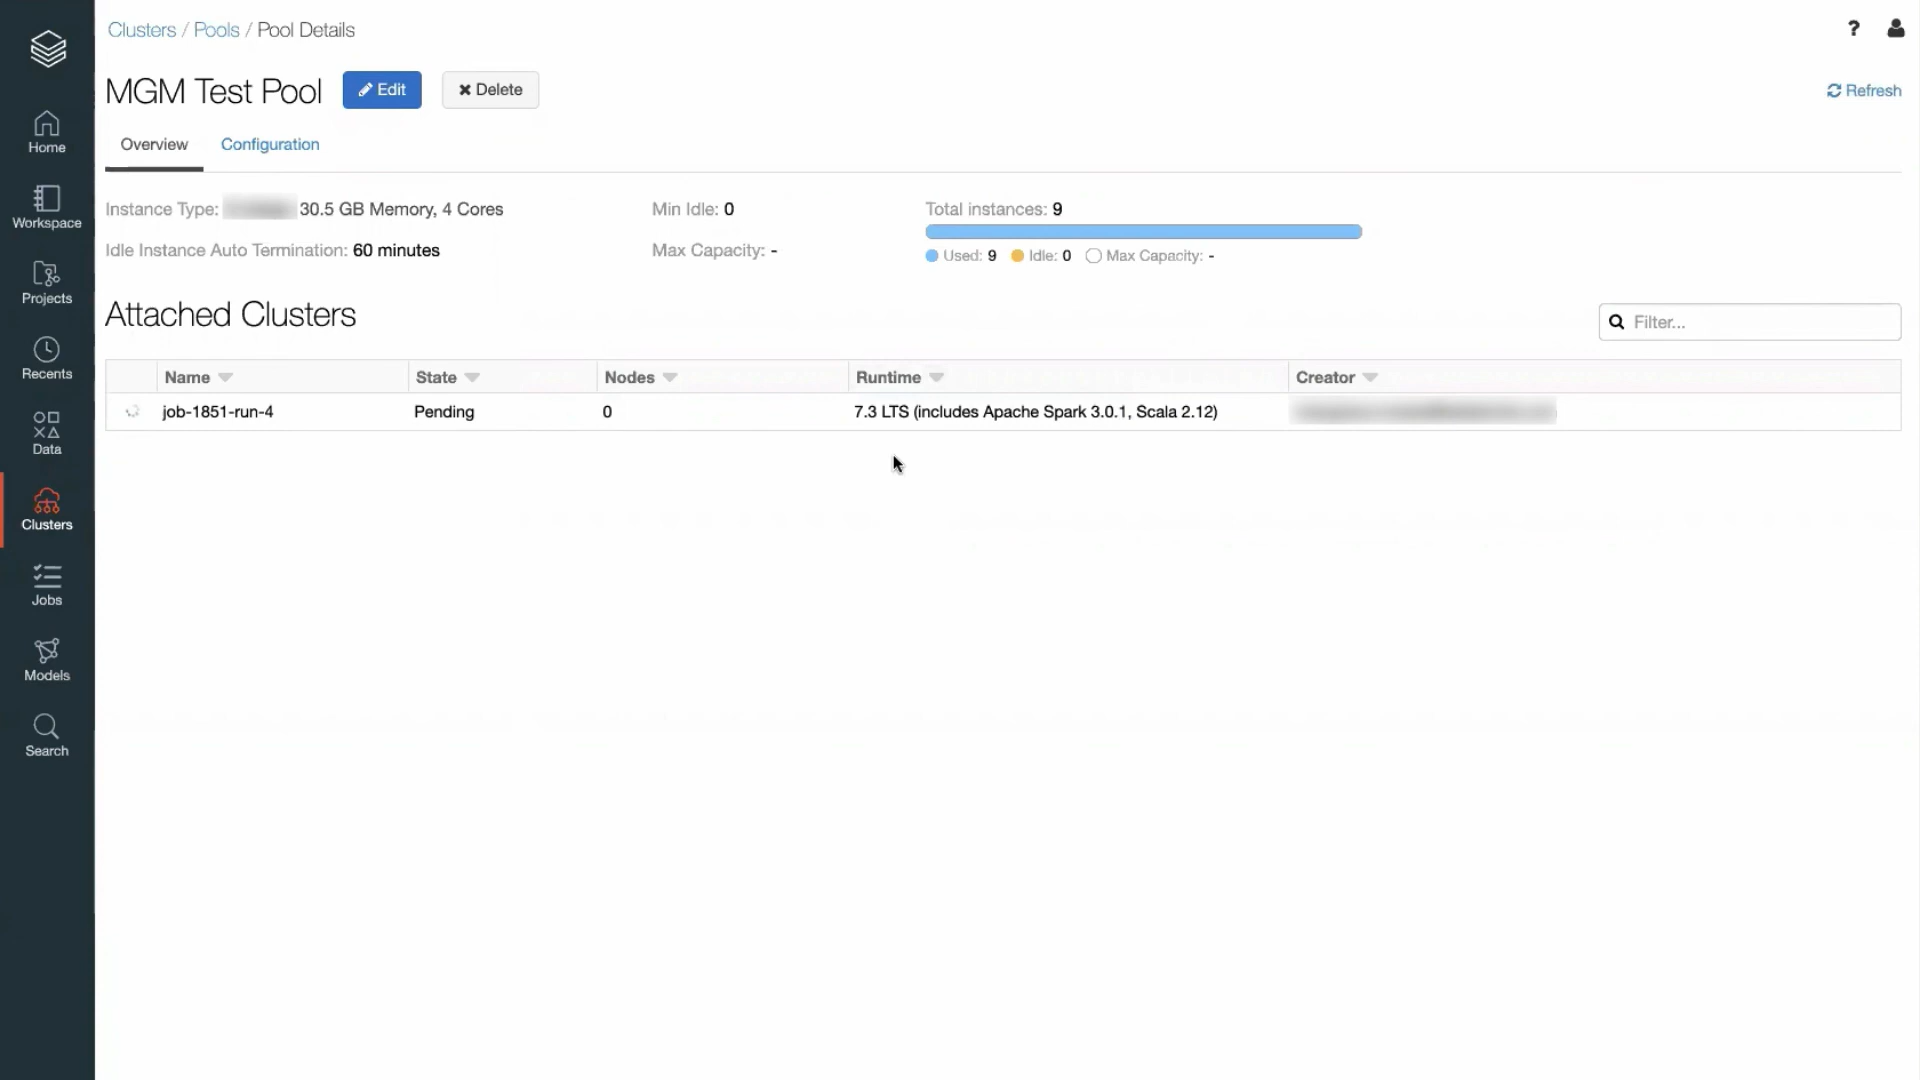 Clusters / Pools / Pool Details
?
MGM Test Pool
Edit
Delete
Refresh
Overview
Configuration
Instance Type: 30.5 GB Memory, 4 Cores
Min Idle: 0
Total instances: 9
Idle Instance Auto Termination: 60 minutes
Max Capacity: -
Used: 9 Idle: 0 Max Capacity: -
Attached Clusters
Filter...
Name State Nodes Runtime Creator
job-1851-run-4 Pending 0 7.3 LTS (includes Apache Spark 3.0.1, Scala 2.12)
Home
Workspace
Projects
Recents
Data
Clusters
Jobs
Models
Search